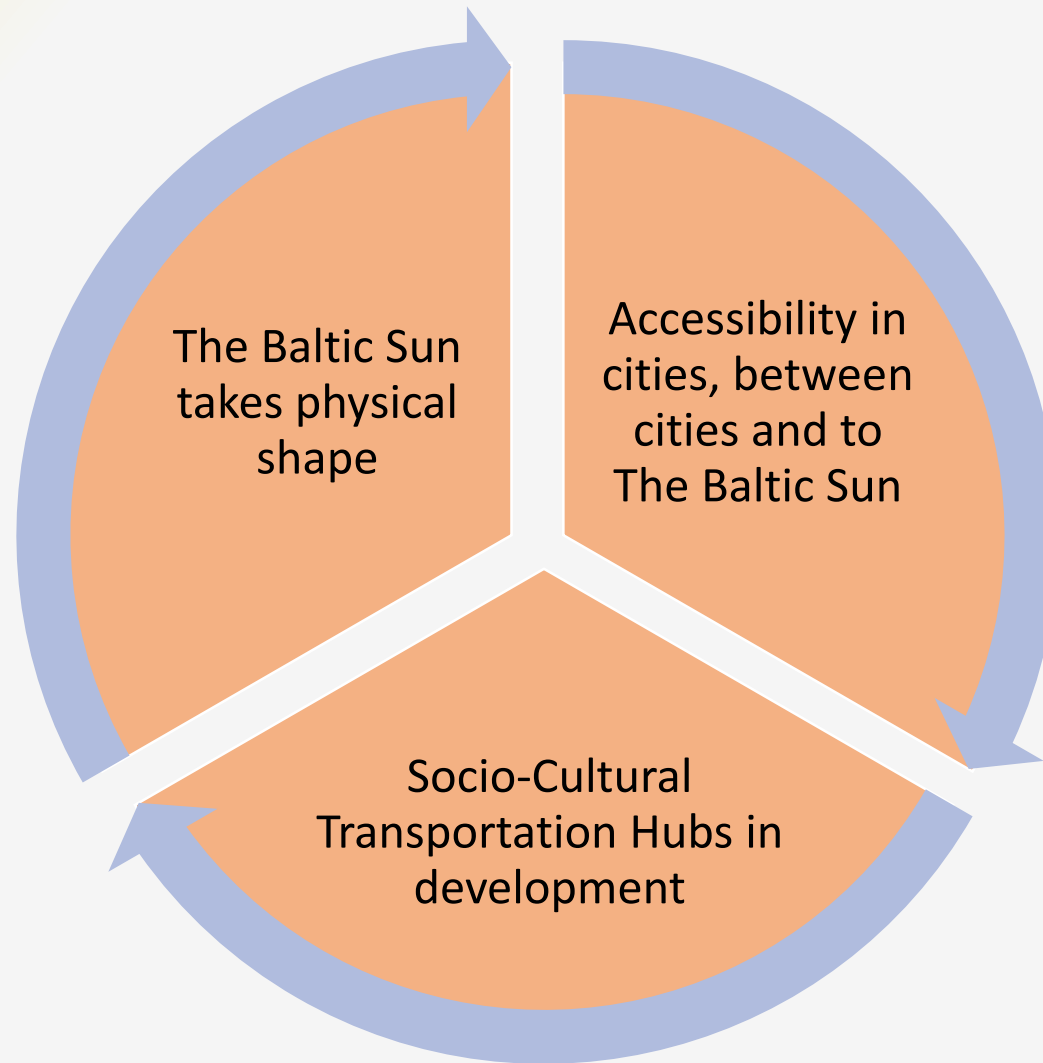 The Baltic Sun
takes physical
shape
Accessibility in
cities, between
cities and to
The Baltic Sun
Socio-Cultural
Transportation Hubs in
development